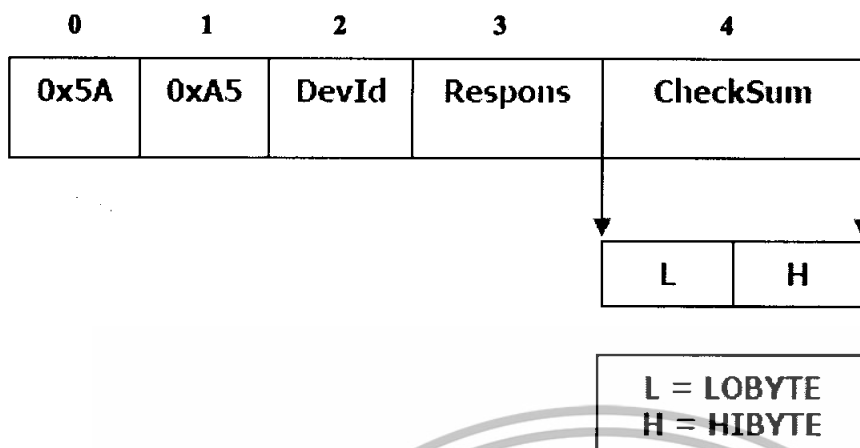 0 1 2 3 4
0x5A 0xA5 DevId Respons CheckSum
L H
L = LOBYTE
H = HIBYTE